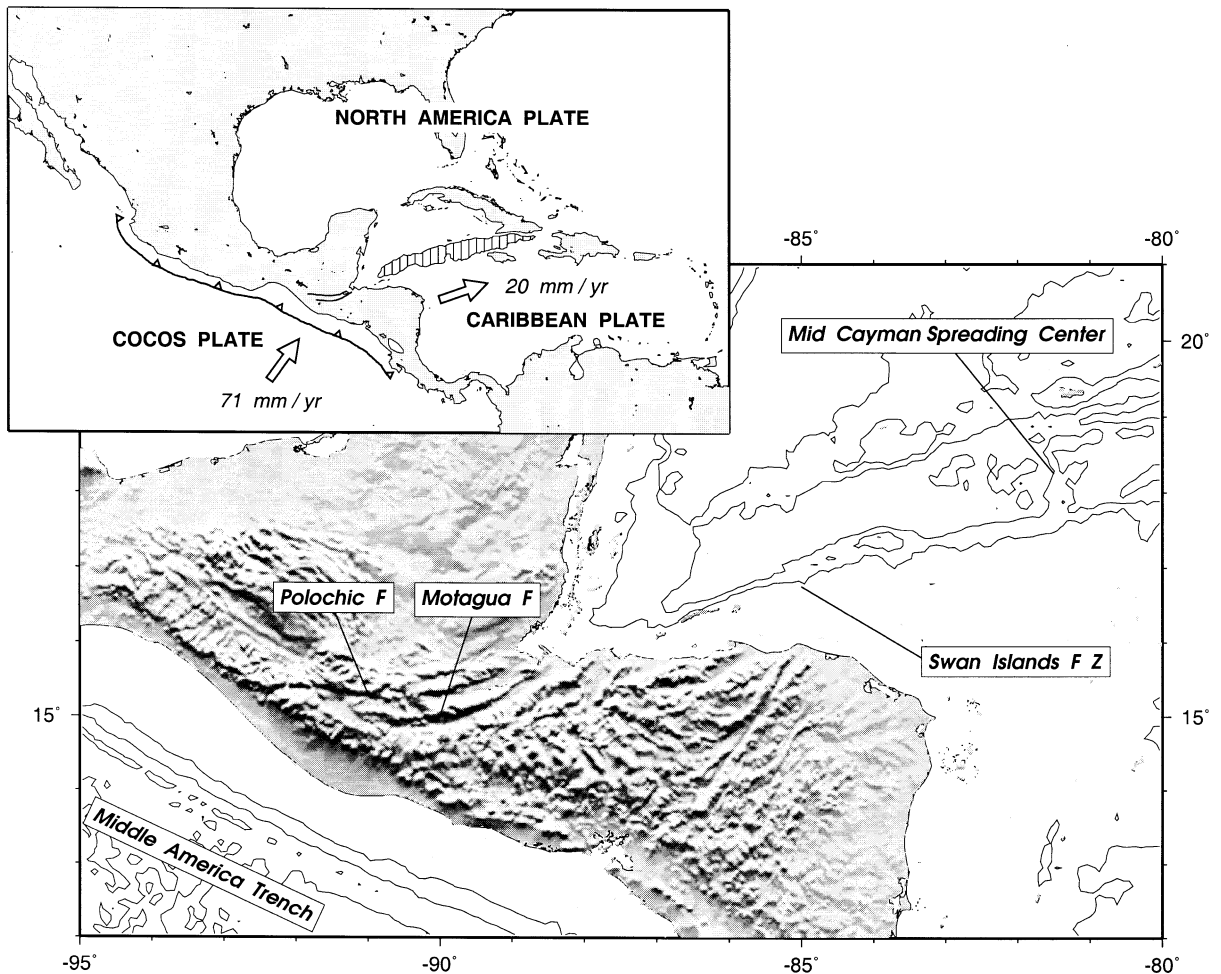 NORTH AMERICA PLATE
20 mm / yr
CARIBBEAN PLATE
COCOS PLATE
71 mm / yr
-85°
-80°
Mid Cayman Spreading Center
20°
Polochic F
Motagua F
Swan Islands F Z
15°
15°
Middle America Trench
-95°
-90°
-85°
-80°